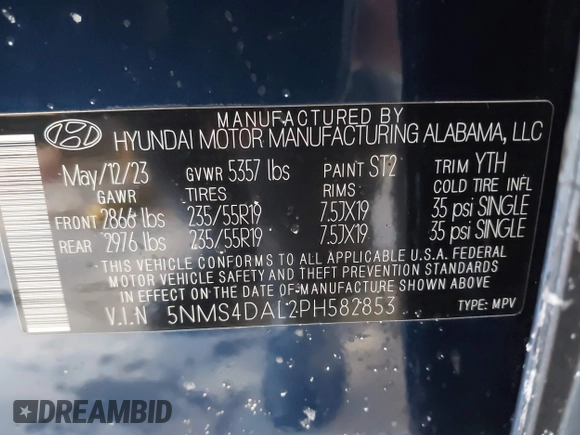 MANUFACTURED BY
HYUNDAI MOTOR MANUFACTURING ALABAMA, LLC
May/12/23 GVWR 5357 lbs PAINT ST2 TRIM YTH
GAWR TIRES RIMS COLD TIRE INFL
FRONT 2866 lbs 235/55R19 7.5JX19 35 psi SINGLE
REAR 2976 lbs 235/55R19 7.5JX19 35 psi SINGLE
THIS VEHICLE CONFORMS TO ALL APPLICABLE U.S.A. FEDERAL
MOTOR VEHICLE SAFETY AND THEFT PREVENTION STANDARDS
IN EFFECT ON THE DATE OF MANUFACTURE SHOWN ABOVE
V.I.N 5NMS4DAL2PH582853 TYPE: MPV
DREAMBID